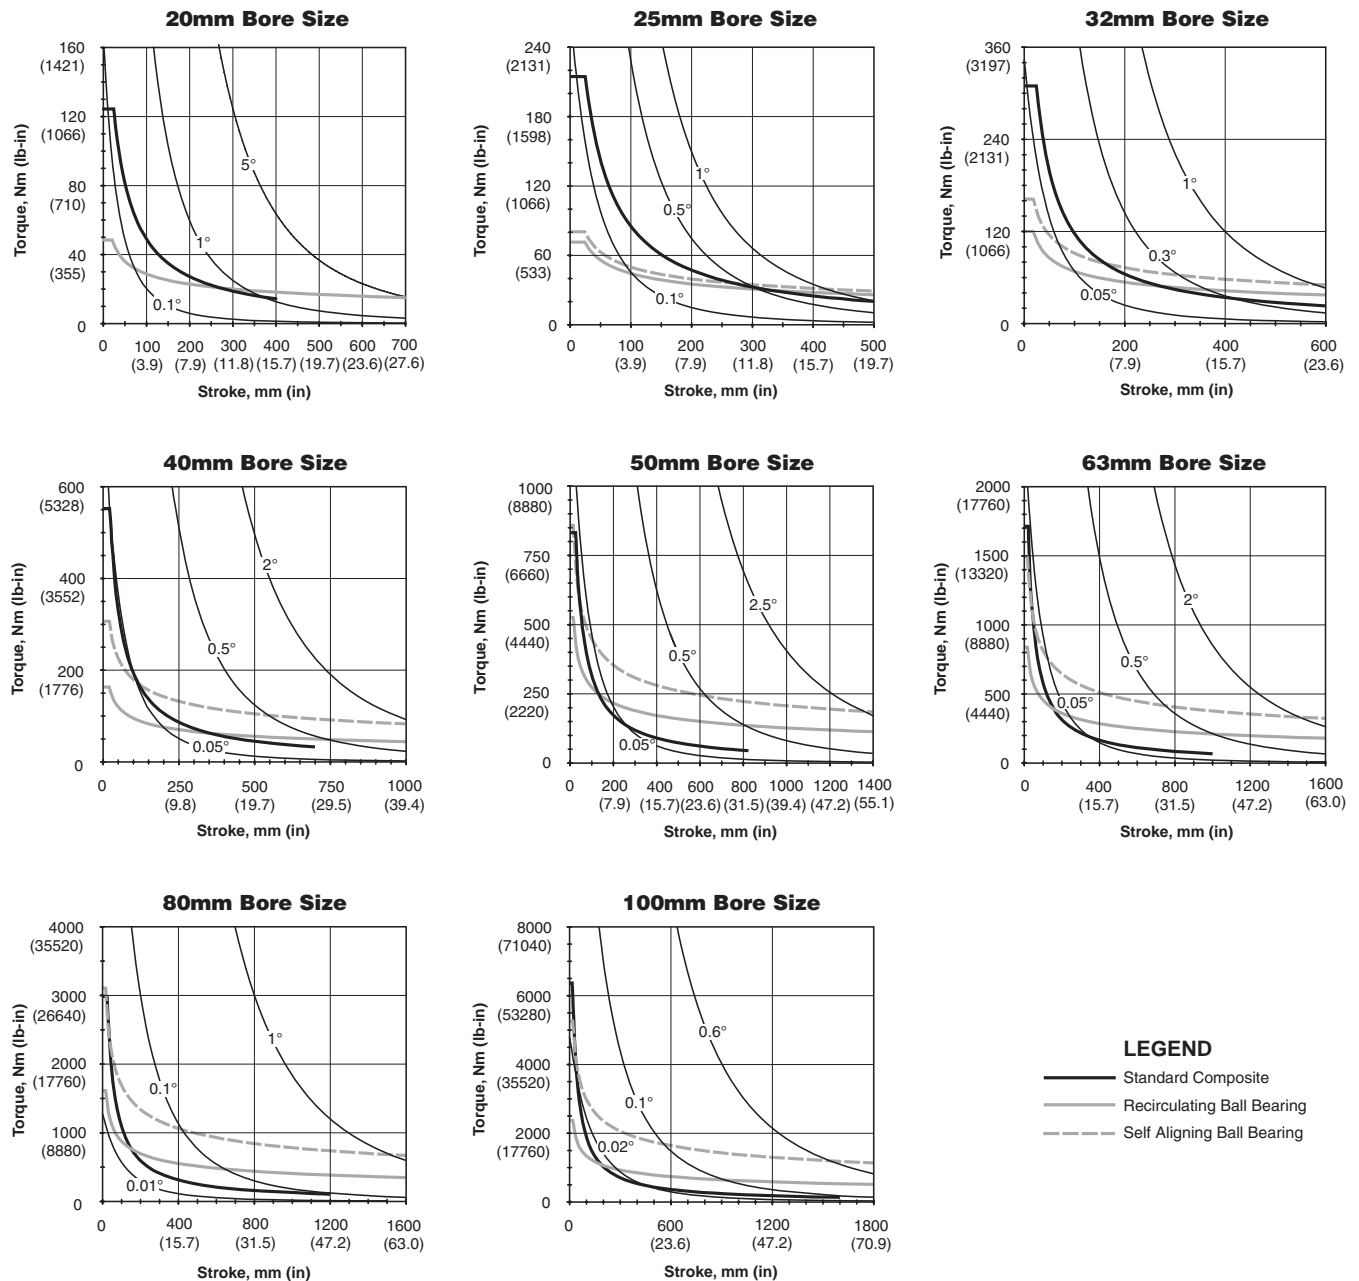 20mm Bore Size
160
(1421)
120
(1066)
80
(710)
40
(355)
0
Torque, Nm (lb-in)
5°
1°
0.1°
0 100 200 300 400 500 600 700
(3.9) (7.9) (11.8) (15.7) (19.7) (23.6) (27.6)
Stroke, mm (in)
25mm Bore Size
240
(2131)
180
(1598)
120
(1066)
60
(533)
0
Torque, Nm (lb-in)
1°
0.5°
0.1°
0 100 200 300 400 500
(3.9) (7.9) (11.8) (15.7) (19.7)
Stroke, mm (in)
32mm Bore Size
360
(3197)
240
(2131)
120
(1066)
0
Torque, Nm (lb-in)
1°
0.3°
0.05°
0 200 400 600
(7.9) (15.7) (23.6)
Stroke, mm (in)
40mm Bore Size
600
(5328)
400
(3552)
200
(1776)
0
Torque, Nm (lb-in)
2°
0.5°
0.05°
0 250 500 750 1000
(9.8) (19.7) (29.5) (39.4)
Stroke, mm (in)
50mm Bore Size
1000
(8880)
750
(6660)
500
(4440)
250
(2220)
0
Torque, Nm (lb-in)
2.5°
0.5°
0.05°
0 200 400 600 800 1000 1200 1400
(7.9) (15.7) (23.6) (31.5) (39.4) (47.2) (55.1)
Stroke, mm (in)
63mm Bore Size
2000
(17760)
1500
(13320)
1000
(8880)
500
(4440)
0
Torque, Nm (lb-in)
2°
0.5°
0.05°
0 400 800 1200 1600
(15.7) (31.5) (47.2) (63.0)
Stroke, mm (in)
80mm Bore Size
4000
(35520)
3000
(26640)
2000
(17760)
1000
(8880)
0
Torque, Nm (lb-in)
1°
0.1°
0.01°
0 400 800 1200 1600
(15.7) (31.5) (47.2) (63.0)
Stroke, mm (in)
100mm Bore Size
8000
(71040)
6000
(53280)
4000
(35520)
2000
(17760)
0
Torque, Nm (lb-in)
0.6°
0.1°
0.02°
0 600 1200 1800
(23.6) (47.2) (70.9)
Stroke, mm (in)
LEGEND
Standard Composite
Recirculating Ball Bearing
Self Aligning Ball Bearing